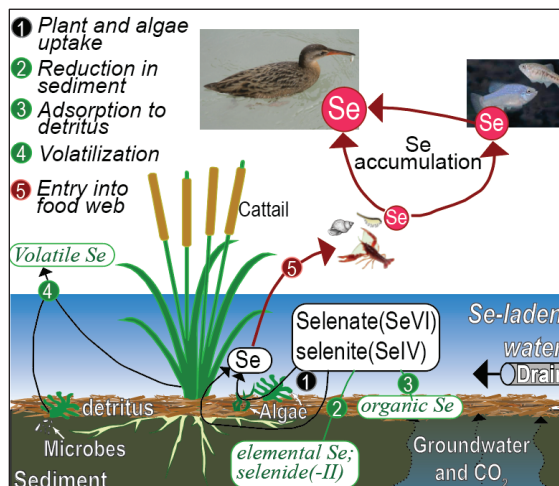 1 Plant and algae
uptake
2 Reduction in
sediment
3 Adsorption to
detritus
4 Volatilization
5 Entry into
food web
Se
Se
Se
accumulation
Se
Cattail
5
Volatile Se
4
Se
Selenate(SeVI)
selenite(SeIV)
Se-laden
water
Drain
1
3
2
detritus
Algae
organic Se
Microbes
elemental Se;
selenide(-II)
Groundwater
and CO2
Sediment